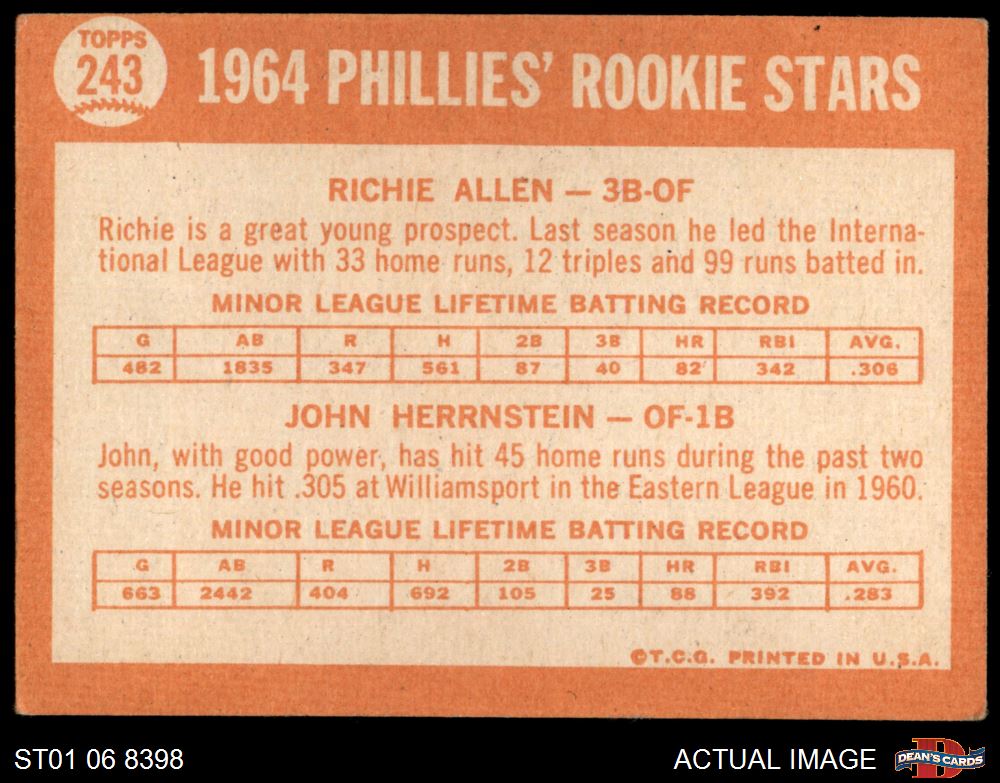 TOPPS
243
1964 PHILLIES' ROOKIE STARS
RICHIE ALLEN — 3B-OF
Richie is a great young prospect. Last season he led the Interna-
tional League with 33 home runs, 12 triples and 99 runs batted in.
MINOR LEAGUE LIFETIME BATTING RECORD
G AB R H 2B 3B HR RBI AVG.
482 1835 347 561 87 40 82 342 .306
JOHN HERRNSTEIN — OF-1B
John, with good power, has hit 45 home runs during the past two
seasons. He hit .305 at Williamsport in the Eastern League in 1960.
MINOR LEAGUE LIFETIME BATTING RECORD
G AB R H 2B 3B HR RBI AVG.
663 2442 404 692 105 25 88 392 .283
©T.C.G. PRINTED IN U.S.A.
ST01 06 8398
ACTUAL IMAGE
D
DEAN'S CARDS